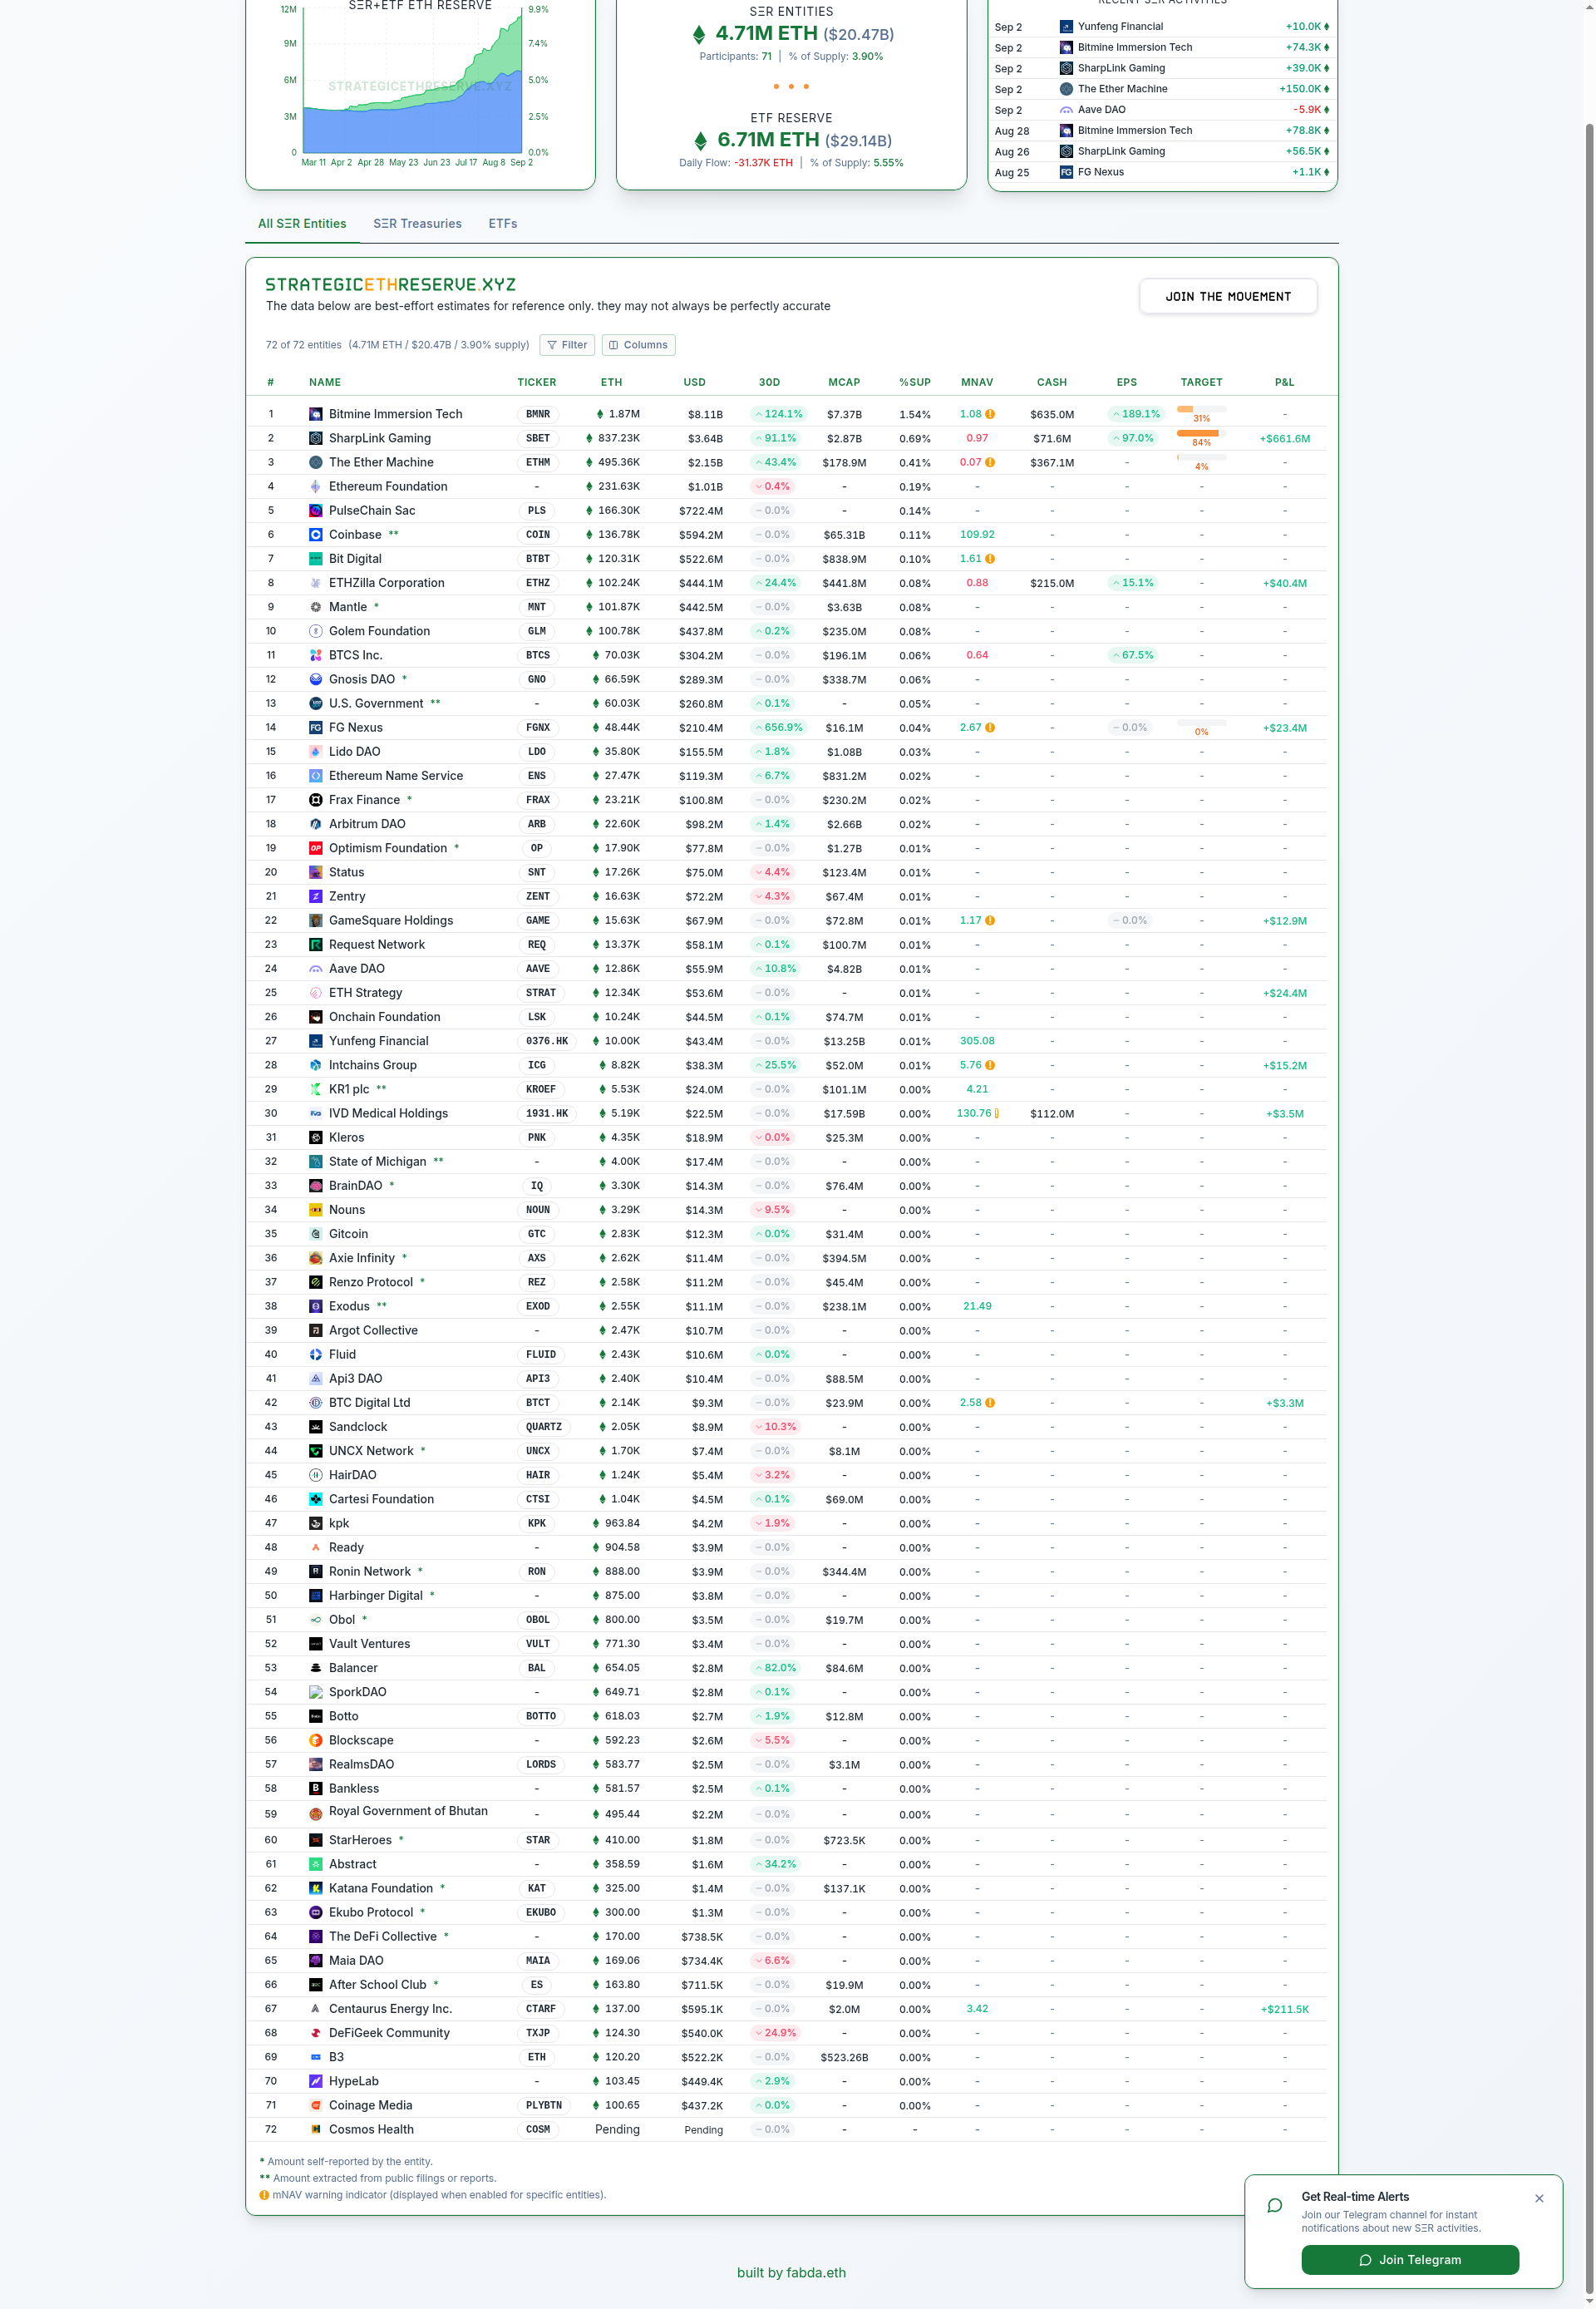 SΞR+ETF ETH RESERVE
12M
9M
6M
3M
0
9.9%
7.4%
5.0%
2.5%
0.0%
STRATEGICETHRESERVE.XYZ
Mar 11 Apr 2 Apr 28 May 23 Jun 23 Jul 17 Aug 8 Sep 2
SΞR ENTITIES
4.71M ETH ($20.47B)
Participants: 71 | % of Supply: 3.90%
ETF RESERVE
6.71M ETH ($29.14B)
Daily Flow: -31.37K ETH | % of Supply: 5.55%
RECENT SΞR ACTIVITIES
Sep 2 Yunfeng Financial +10.0K
Sep 2 Bitmine Immersion Tech +74.3K
Sep 2 SharpLink Gaming +39.0K
Sep 2 The Ether Machine +150.0K
Sep 2 Aave DAO -5.9K
Aug 28 Bitmine Immersion Tech +78.8K
Aug 26 SharpLink Gaming +56.5K
Aug 25 FG Nexus +1.1K
All SΞR Entities SΞR Treasuries ETFs
STRATEGICETHRESERVE.XYZ
The data below are best-effort estimates for reference only. they may not always be perfectly accurate
JOIN THE MOVEMENT
72 of 72 entities (4.71M ETH / $20.47B / 3.90% supply) Filter Columns
# NAME TICKER ETH USD 30D MCAP %SUP MNAV CASH EPS TARGET P&L
1 Bitmine Immersion Tech BMNR 1.87M $8.11B 124.1% $7.37B 1.54% 1.08 $635.0M 189.1% 31% -
2 SharpLink Gaming SBET 837.23K $3.64B 91.1% $2.87B 0.69% 0.97 $71.6M 97.0% 84% +$661.6M
3 The Ether Machine ETHM 495.36K $2.15B 43.4% $178.9M 0.41% 0.07 $367.1M - 4% -
4 Ethereum Foundation - 231.63K $1.01B 0.4% - 0.19% - - - - -
5 PulseChain Sac PLS 166.30K $722.4M 0.0% - 0.14% - - - - -
6 Coinbase ** COIN 136.78K $594.2M 0.0% $65.31B 0.11% 109.92 - - - -
7 Bit Digital BTBT 120.31K $522.6M 0.0% $838.9M 0.10% 1.61 - - - -
8 ETHZilla Corporation ETHZ 102.24K $444.1M 24.4% $441.8M 0.08% 0.88 $215.0M 15.1% - +$40.4M
9 Mantle * MNT 101.87K $442.5M 0.0% $3.63B 0.08% - - - - -
10 Golem Foundation GLM 100.78K $437.8M 0.2% $235.0M 0.08% - - - - -
11 BTCS Inc. BTCS 70.03K $304.2M 0.0% $196.1M 0.06% 0.64 - 67.5% - -
12 Gnosis DAO * GNO 66.59K $289.3M 0.0% $338.7M 0.06% - - - - -
13 U.S. Government ** - 60.03K $260.8M 0.1% - 0.05% - - - - -
14 FG Nexus FGNX 48.44K $210.4M 656.9% $16.1M 0.04% 2.67 - 0.0% 0% +$23.4M
15 Lido DAO LDO 35.80K $155.5M 1.8% $1.08B 0.03% - - - - -
16 Ethereum Name Service ENS 27.47K $119.3M 6.7% $831.2M 0.02% - - - - -
17 Frax Finance * FRAX 23.21K $100.8M 0.0% $230.2M 0.02% - - - - -
18 Arbitrum DAO ARB 22.60K $98.2M 1.4% $2.66B 0.02% - - - - -
19 Optimism Foundation * OP 17.90K $77.8M 0.0% $1.27B 0.01% - - - - -
20 Status SNT 17.26K $75.0M 4.4% $123.4M 0.01% - - - - -
21 Zentry ZENT 16.63K $72.2M 4.3% $67.4M 0.01% - - - - -
22 GameSquare Holdings GAME 15.63K $67.9M 0.0% $72.8M 0.01% 1.17 - 0.0% - +$12.9M
23 Request Network REQ 13.37K $58.1M 0.1% $100.7M 0.01% - - - - -
24 Aave DAO AAVE 12.86K $55.9M 10.8% $4.82B 0.01% - - - - -
25 ETH Strategy STRAT 12.34K $53.6M 0.0% - 0.01% - - - - +$24.4M
26 Onchain Foundation LSK 10.24K $44.5M 0.1% $74.7M 0.01% - - - - -
27 Yunfeng Financial 0376.HK 10.00K $43.4M 0.0% $13.25B 0.01% 305.08 - - - -
28 Intchains Group ICG 8.82K $38.3M 25.5% $52.0M 0.01% 5.76 - - - +$15.2M
29 KR1 plc ** KROEF 5.53K $24.0M 0.0% $101.1M 0.00% 4.21 - - - -
30 IVD Medical Holdings 1931.HK 5.19K $22.5M 0.0% $17.59B 0.00% 130.76 $112.0M - - +$3.5M
31 Kleros PNK 4.35K $18.9M 0.0% $25.3M 0.00% - - - - -
32 State of Michigan ** - 4.00K $17.4M 0.0% - 0.00% - - - - -
33 BrainDAO * IQ 3.30K $14.3M 0.0% $76.4M 0.00% - - - - -
34 Nouns NOUN 3.29K $14.3M 9.5% - 0.00% - - - - -
35 Gitcoin GTC 2.83K $12.3M 0.0% $31.4M 0.00% - - - - -
36 Axie Infinity * AXS 2.62K $11.4M 0.0% $394.5M 0.00% - - - - -
37 Renzo Protocol * REZ 2.58K $11.2M 0.0% $45.4M 0.00% - - - - -
38 Exodus ** EXOD 2.55K $11.1M 0.0% $238.1M 0.00% 21.49 - - - -
39 Argot Collective - 2.47K $10.7M 0.0% - 0.00% - - - - -
40 Fluid FLUID 2.43K $10.6M 0.0% - 0.00% - - - - -
41 Api3 DAO API3 2.40K $10.4M 0.0% $88.5M 0.00% - - - - -
42 BTC Digital Ltd BTCT 2.14K $9.3M 0.0% $23.9M 0.00% 2.58 - - - +$3.3M
43 Sandclock QUARTZ 2.05K $8.9M 10.3% - 0.00% - - - - -
44 UNCX Network * UNCX 1.70K $7.4M 0.0% $8.1M 0.00% - - - - -
45 HairDAO HAIR 1.24K $5.4M 3.2% - 0.00% - - - - -
46 Cartesi Foundation CTSI 1.04K $4.5M 0.1% $69.0M 0.00% - - - - -
47 kpk KPK 963.84 $4.2M 1.9% - 0.00% - - - - -
48 Ready - 904.58 $3.9M 0.0% - 0.00% - - - - -
49 Ronin Network * RON 888.00 $3.9M 0.0% $344.4M 0.00% - - - - -
50 Harbinger Digital * - 875.00 $3.8M 0.0% - 0.00% - - - - -
51 Obol * OBOL 800.00 $3.5M 0.0% $19.7M 0.00% - - - - -
52 Vault Ventures VULT 771.30 $3.4M 0.0% - 0.00% - - - - -
53 Balancer BAL 654.05 $2.8M 82.0% $84.6M 0.00% - - - - -
54 SporkDAO - 649.71 $2.8M 0.1% - 0.00% - - - - -
55 Botto BOTTO 618.03 $2.7M 1.9% $12.8M 0.00% - - - - -
56 Blockscape - 592.23 $2.6M 5.5% - 0.00% - - - - -
57 RealmsDAO LORDS 583.77 $2.5M 0.0% $3.1M 0.00% - - - - -
58 Bankless - 581.57 $2.5M 0.1% - 0.00% - - - - -
59 Royal Government of Bhutan - 495.44 $2.2M 0.0% - 0.00% - - - - -
60 StarHeroes * STAR 410.00 $1.8M 0.0% $723.5K 0.00% - - - - -
61 Abstract - 358.59 $1.6M 34.2% - 0.00% - - - - -
62 Katana Foundation * KAT 325.00 $1.4M 0.0% $137.1K 0.00% - - - - -
63 Ekubo Protocol * EKUBO 300.00 $1.3M 0.0% - 0.00% - - - - -
64 The DeFi Collective * - 170.00 $738.5K 0.0% - 0.00% - - - - -
65 Maia DAO MAIA 169.06 $734.4K 6.6% - 0.00% - - - - -
66 After School Club * ES 163.80 $711.5K 0.0% $19.9M 0.00% - - - - -
67 Centaurus Energy Inc. CTARF 137.00 $595.1K 0.0% $2.0M 0.00% 3.42 - - - +$211.5K
68 DeFiGeek Community TXJP 124.30 $540.0K 24.9% - 0.00% - - - - -
69 B3 ETH 120.20 $522.2K 0.0% $523.26B 0.00% - - - - -
70 HypeLab - 103.45 $449.4K 2.9% - 0.00% - - - - -
71 Coinage Media PLYBTN 100.65 $437.2K 0.0% - 0.00% - - - - -
72 Cosmos Health COSM Pending Pending 0.0% - - - - - - -
* Amount self-reported by the entity.
** Amount extracted from public filings or reports.
mNAV warning indicator (displayed when enabled for specific entities).
Get Real-time Alerts
Join our Telegram channel for instant
notifications about new SΞR activities.
Join Telegram
built by fabda.eth